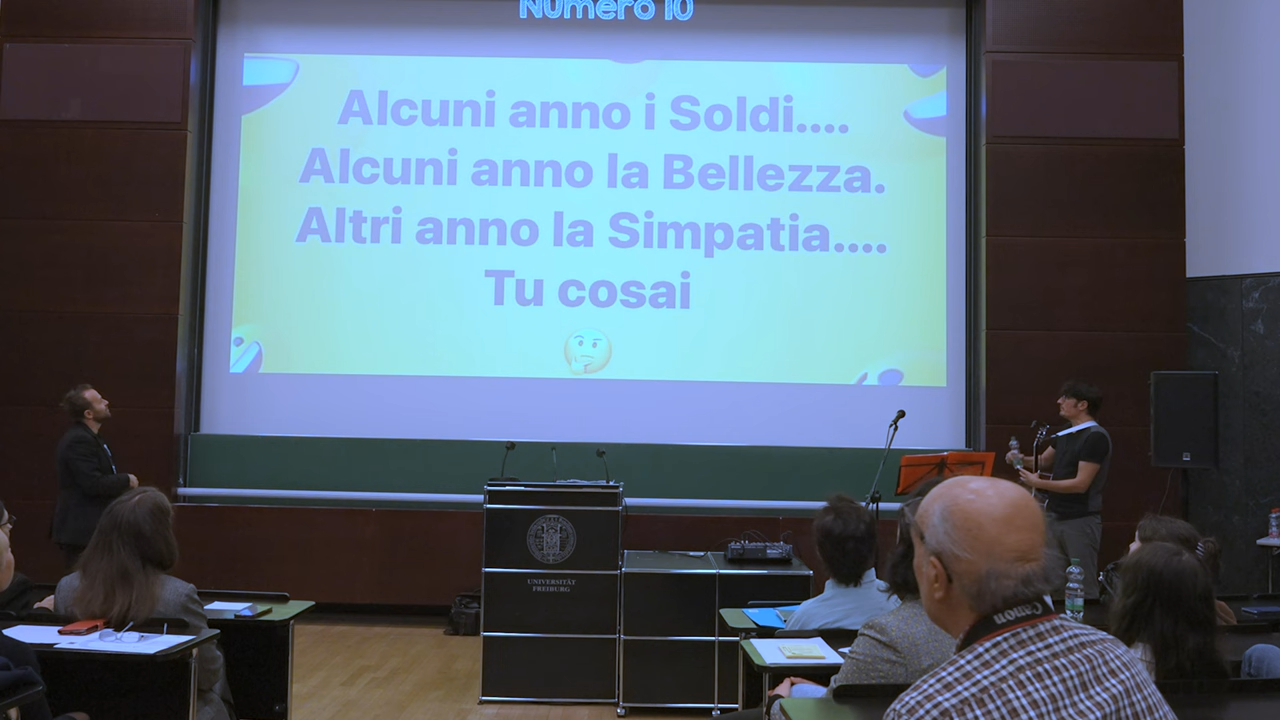 Numero 10
Alcuni anno i Soldi....
Alcuni anno la Bellezza.
Altri anno la Simpatia....
Tu cosai
UNIVERSITÄT
FREIBURG
Canon